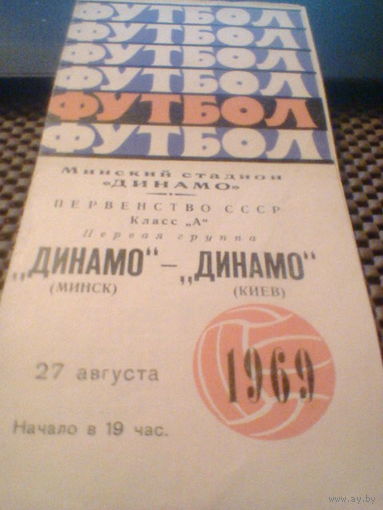 ФУТБОЛ
ФУТБОЛ
ФУТБОЛ
ФУТБОЛ
ФУТБОЛ
ФУТБОЛ
Минский стадион
«ДИНАМО»
ПЕРВЕНСТВО СССР
Класс „А“
Первая группа
„ДИНАМО“ – „ДИНАМО“
(МИНСК) (КИЕВ)
27 августа
1969
Начало в 19 час.
www.ay.by